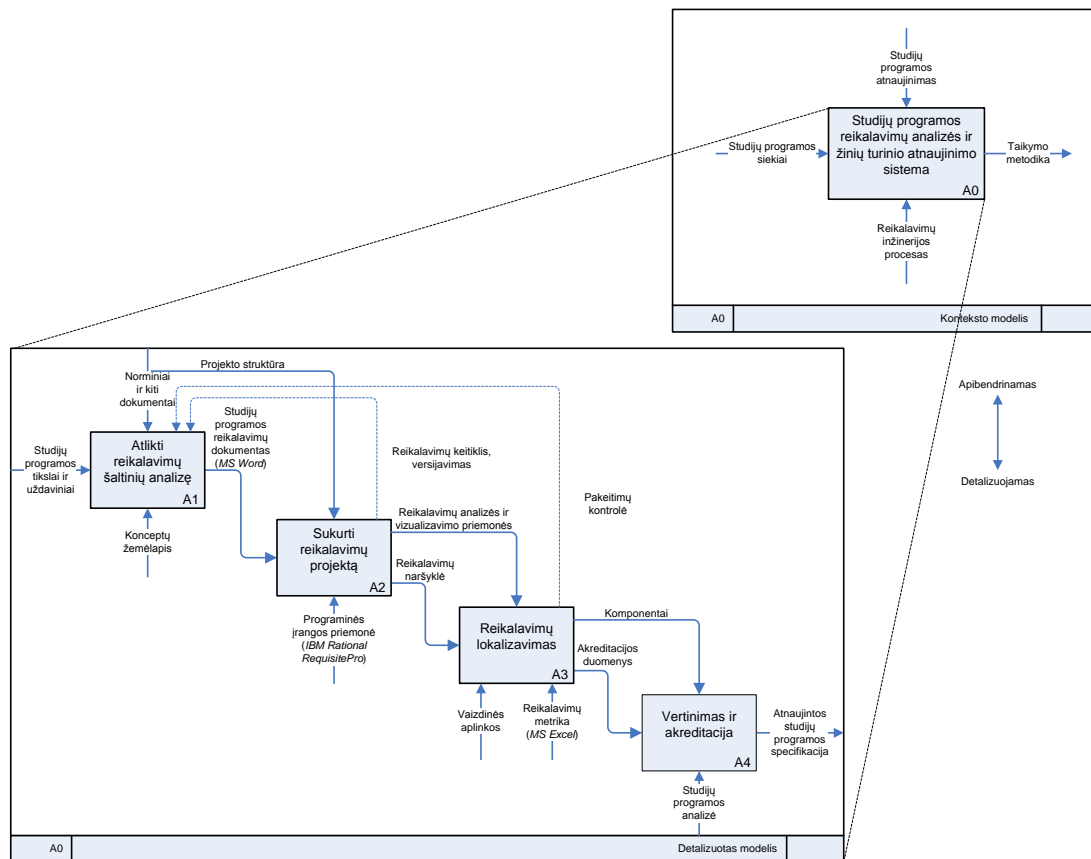 Studijų
programos
atnaujinimas
Studijų programos
siekiai
Studijų programos
reikalavimų analizės ir
žinių turinio atnaujinimo
sistema
A0
Taikymo
metodika
Reikalavimų
inžinerijos
procesas
A0
Konteksto modelis
Apibendrinamas
Detalizuojamas
Projekto struktūra
Norminiai
ir kiti
dokumentai
Studijų
programos
tikslai ir
uždaviniai
Atlikti
reikalavimų
šaltinių analizę
A1
Konceptų
žemėlapis
Studijų
programos
reikalavimų
dokumentas
(MS Word)
Reikalavimų keitiklis,
versijavimas
Pakeitimų
kontrolė
Sukurti
reikalavimų
projektą
A2
Programinės
įrangos priemonė
(IBM Rational
RequisitePro)
Reikalavimų analizės ir
vizualizavimo priemonės
Reikalavimų
naršyklė
Reikalavimų
lokalizavimas
A3
Vaizdinės
aplinkos
Reikalavimų
metrika
(MS Excel)
Komponentai
Akreditacijos
duomenys
Vertinimas ir
akreditacija
A4
Atnaujintos
studijų
programos
specifikacija
Studijų
programos
analizė
A0
Detalizuotas modelis